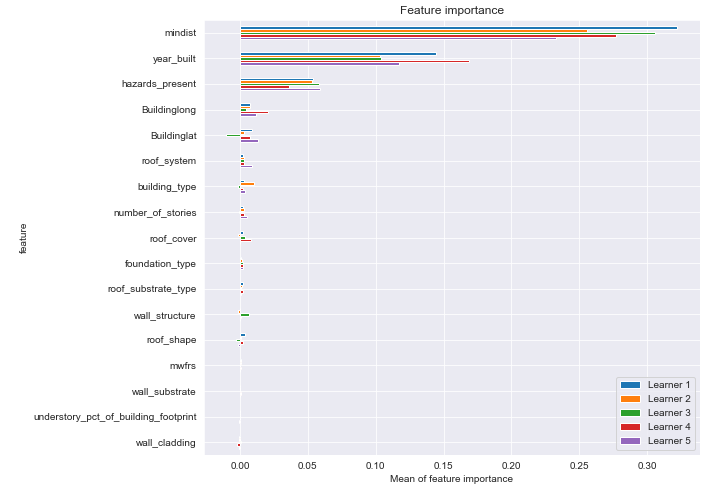 Feature importance
mindist
year_built
hazards_present
Buildinglong
Buildinglat
roof_system
building_type
number_of_stories
roof_cover
foundation_type
roof_substrate_type
wall_structure
roof_shape
mwfrs
wall_substrate
understory_pct_of_building_footprint
wall_cladding
feature
Learner 1
Learner 2
Learner 3
Learner 4
Learner 5
0.00 0.05 0.10 0.15 0.20 0.25 0.30
Mean of feature importance